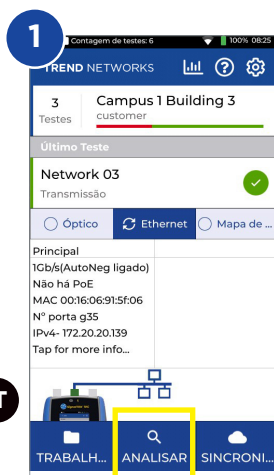 1
Contagem de testes: 6 100% 08:25
TREND NETWORKS
3 Campus 1 Building 3
Testes customer
Último Teste
Network 03
Transmissão
Óptico Ethernet Mapa de ...
Principal
1Gb/s(AutoNeg ligado)
Não há PoE
MAC 00:16:06:91:5f:06
Nº porta g35
IPv4- 172.20.20.139
Tap for more info...
T
TRABALH... ANALISAR SINCRONI...